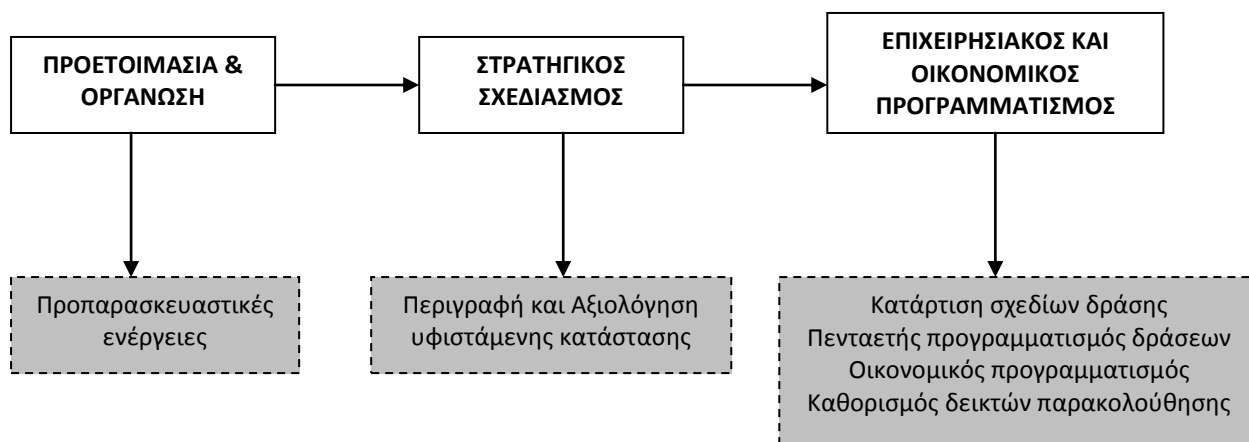 ΠΡΟΕΤΟΙΜΑΣΙΑ &
ΟΡΓΑΝΩΣΗ
ΣΤΡΑΤΗΓΙΚΟΣ
ΣΧΕΔΙΑΣΜΟΣ
ΕΠΙΧΕΙΡΗΣΙΑΚΟΣ ΚΑΙ
ΟΙΚΟΝΟΜΙΚΟΣ
ΠΡΟΓΡΑΜΜΑΤΙΣΜΟΣ
Προπαρασκευαστικές
ενέργειες
Περιγραφή και Αξιολόγηση
υφιστάμενης κατάστασης
Κατάρτιση σχεδίων δράσης
Πενταετής προγραμματισμός δράσεων
Οικονομικός προγραμματισμός
Καθορισμός δεικτών παρακολούθησης